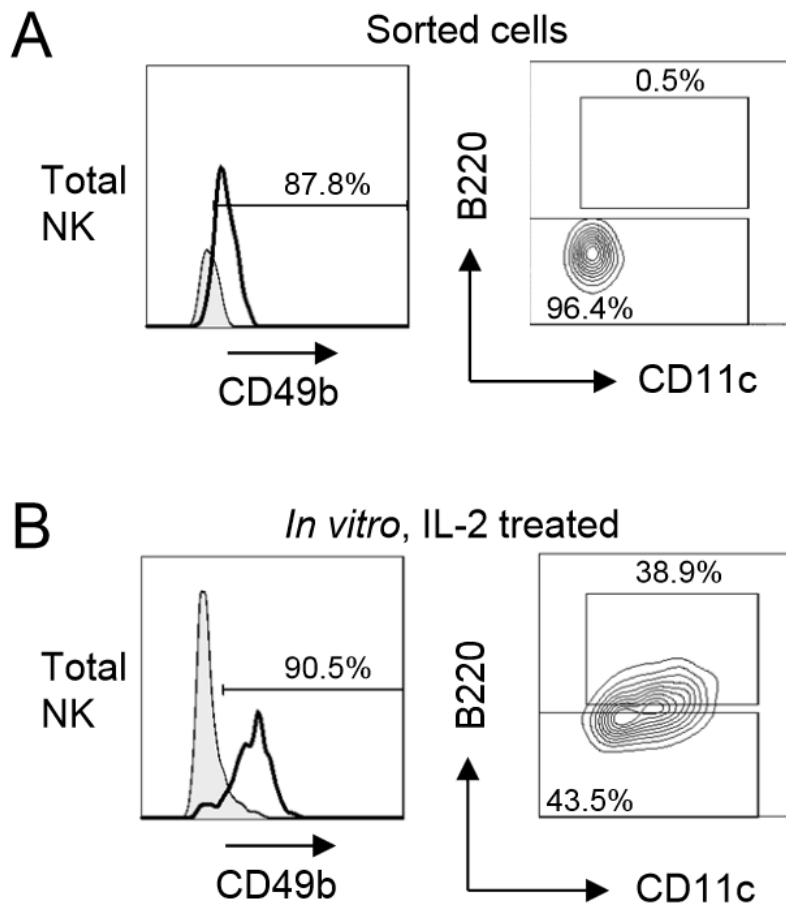 A
Sorted cells
Total
NK
87.8%
CD49b
B220
0.5%
96.4%
CD11c
B
In vitro, IL-2 treated
Total
NK
90.5%
CD49b
B220
38.9%
43.5%
CD11c